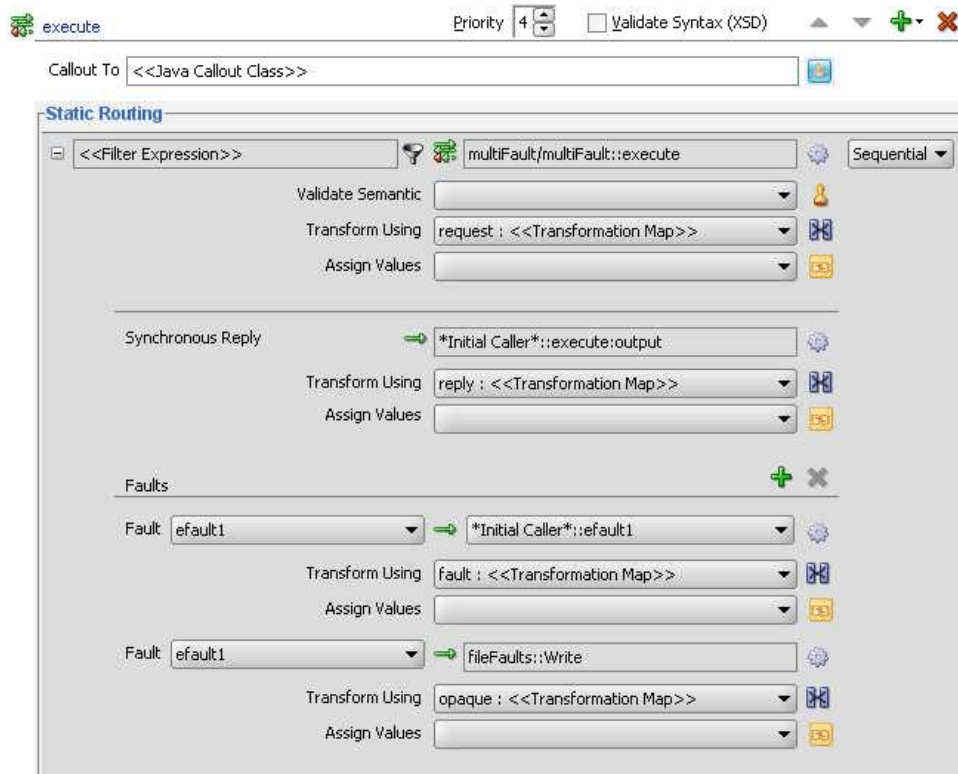 execute Priority 4 Validate Syntax (XSD)
Callout To <<Java Callout Class>>
Static Routing
<<Filter Expression>> multiFault/multiFault::execute Sequential
Validate Semantic
Transform Using request : <<Transformation Map>>
Assign Values
Synchronous Reply *Initial Caller*::execute:output
Transform Using reply : <<Transformation Map>>
Assign Values
Faults
Fault efault1 *Initial Caller*::efault1
Transform Using fault : <<Transformation Map>>
Assign Values
Fault efault1 fileFaults::Write
Transform Using opaque : <<Transformation Map>>
Assign Values